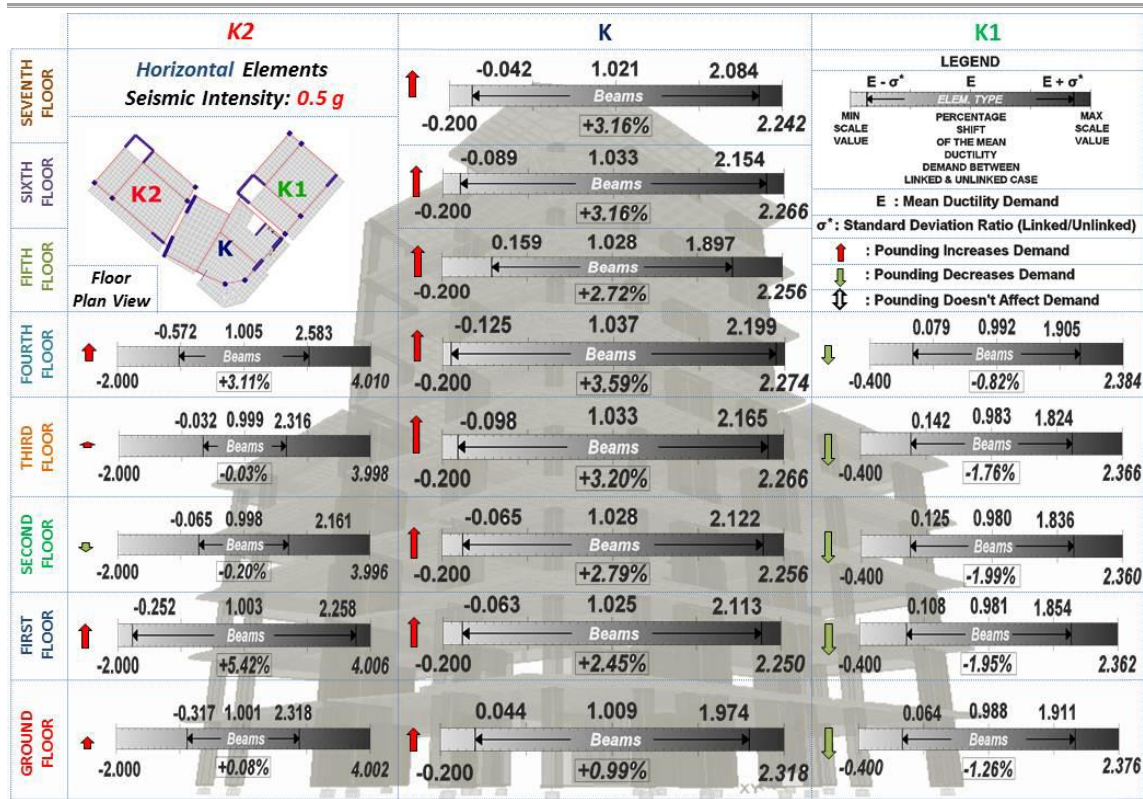 K2 K K1
SEVENTH FLOOR
Horizontal Elements
Seismic Intensity: 0.5 g
-0.042 1.021 2.084
Beams
-0.200 +3.16% 2.242
LEGEND
E - σ* E E + σ*
ELEM. TYPE
MIN SCALE VALUE
PERCENTAGE SHIFT OF THE MEAN DUCTILITY DEMAND BETWEEN LINKED & UNLINKED CASE
MAX SCALE VALUE
E : Mean Ductility Demand
σ*: Standard Deviation Ratio (Linked/Unlinked)
: Pounding Increases Demand
: Pounding Decreases Demand
: Pounding Doesn't Affect Demand
SIXTH FLOOR
K2
K1
K
Floor
Plan View
-0.089 1.033 2.154
Beams
-0.200 +3.16% 2.266
FIFTH FLOOR
0.159 1.028 1.897
Beams
-0.200 +2.72% 2.256
FOURTH FLOOR
-0.572 1.005 2.583
Beams
-2.000 +3.11% 4.010
-0.125 1.037 2.199
Beams
-0.200 +3.59% 2.274
0.079 0.992 1.905
Beams
-0.400 -0.82% 2.384
THIRD FLOOR
-0.032 0.999 2.316
Beams
-2.000 -0.03% 3.998
-0.098 1.033 2.165
Beams
-0.200 +3.20% 2.266
0.142 0.983 1.824
Beams
-0.400 -1.76% 2.366
SECOND FLOOR
-0.065 0.998 2.161
Beams
-2.000 -0.20% 3.996
-0.065 1.028 2.122
Beams
-0.200 +2.79% 2.256
0.125 0.980 1.836
Beams
-0.400 -1.99% 2.360
FIRST FLOOR
-0.252 1.003 2.258
Beams
-2.000 +5.42% 4.006
-0.063 1.025 2.113
Beams
-0.200 +2.45% 2.250
0.108 0.981 1.854
Beams
-0.400 -1.95% 2.362
GROUND FLOOR
-0.317 1.001 2.318
Beams
-2.000 +0.08% 4.002
0.044 1.009 1.974
Beams
-0.200 +0.99% 2.318
0.064 0.988 1.911
Beams
-0.400 -1.26% 2.376